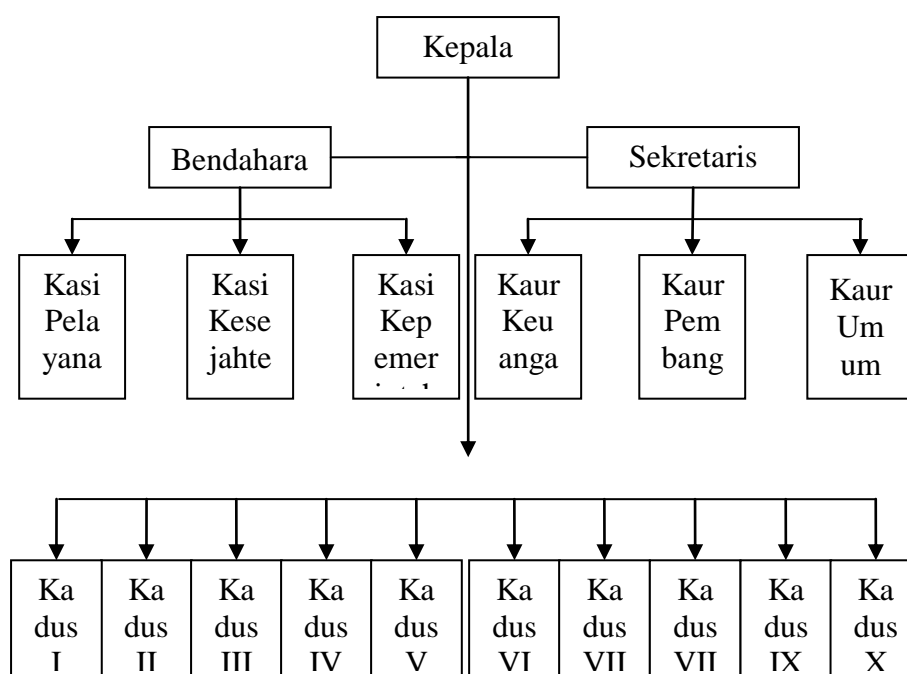 Kepala
Bendahara
Sekretaris
Kasi
Pela
yana
Kasi
Kese
jahte
Kasi
Kep
emer
Kaur
Keu
anga
Kaur
Pem
bang
Kaur
Um
um
Ka
dus
I
Ka
dus
II
Ka
dus
III
Ka
dus
IV
Ka
dus
V
Ka
dus
VI
Ka
dus
VII
Ka
dus
VII
Ka
dus
IX
Ka
dus
X